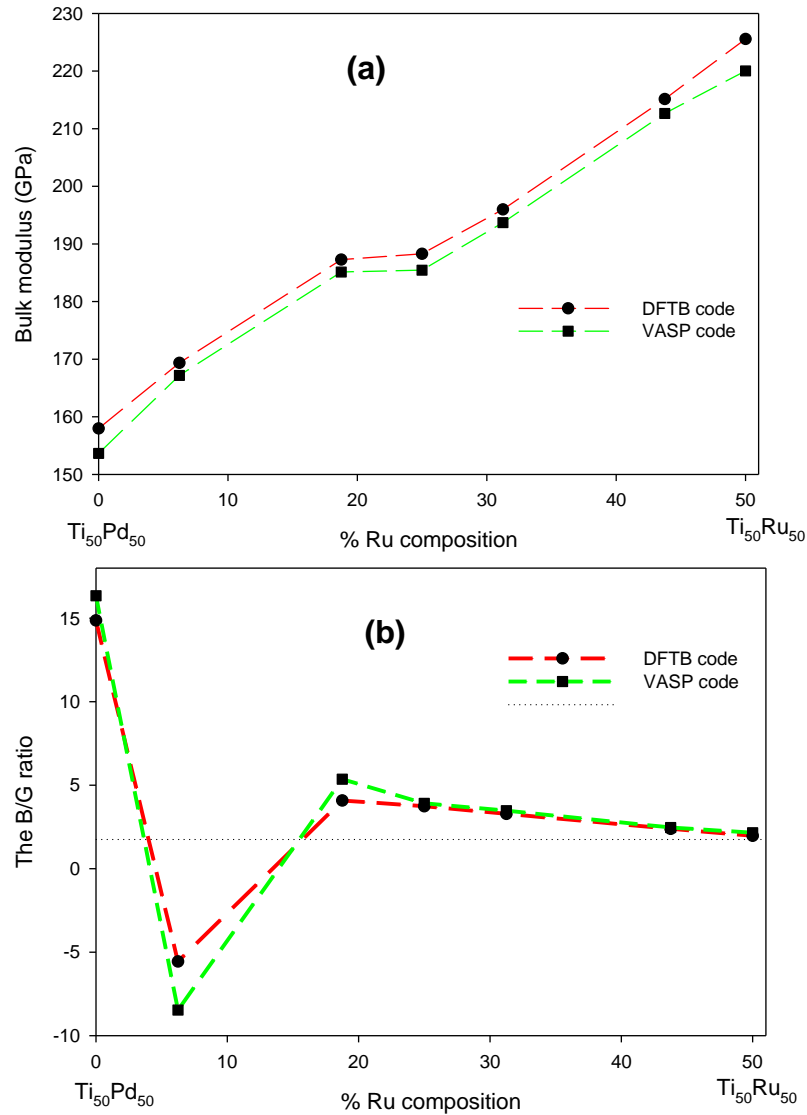 (a)
230
220
210
200
190
180
170
160
150
Bulk modulus (GPa)
DFTB code
VASP code
0 10 20 30 40 50
Ti₅₀Pd₅₀ % Ru composition Ti₅₀Ru₅₀
(b)
15
10
5
0
-5
-10
The B/G ratio
DFTB code
VASP code
0 10 20 30 40 50
Ti₅₀Pd₅₀ % Ru composition Ti₅₀Ru₅₀